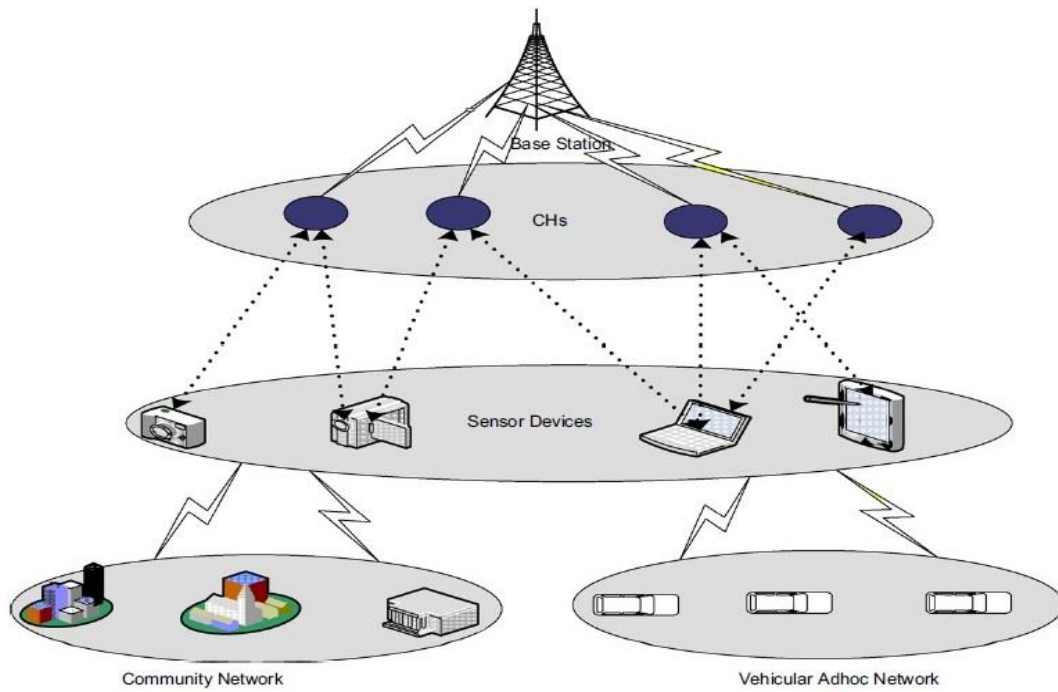 Base Station
CHs
Sensor Devices
Community Network
Vehicular Adhoc Network